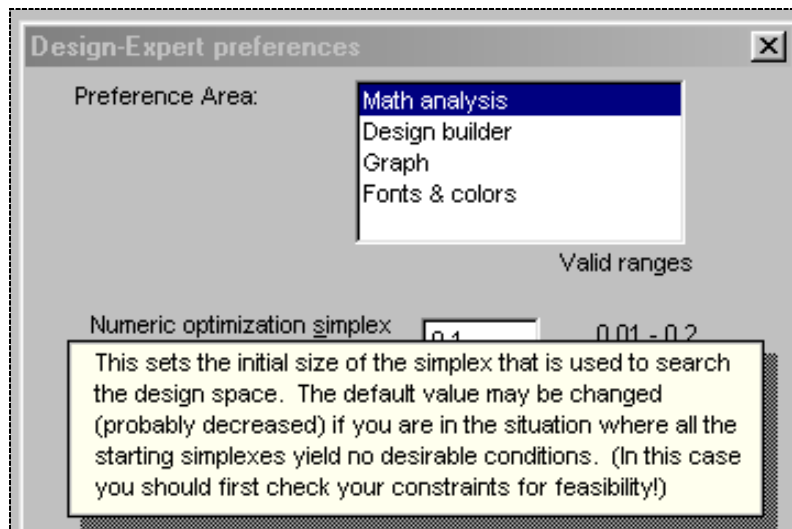 Design-Expert preferences
Preference Area:
Math analysis
Design builder
Graph
Fonts & colors
Valid ranges
Numeric optimization simplex
0.1
0.01 - 0.2
This sets the initial size of the simplex that is used to search
the design space.  The default value may be changed
(probably decreased) if you are in the situation where all the
starting simplexes yield no desirable conditions.  (In this case
you should first check your constraints for feasibility!)